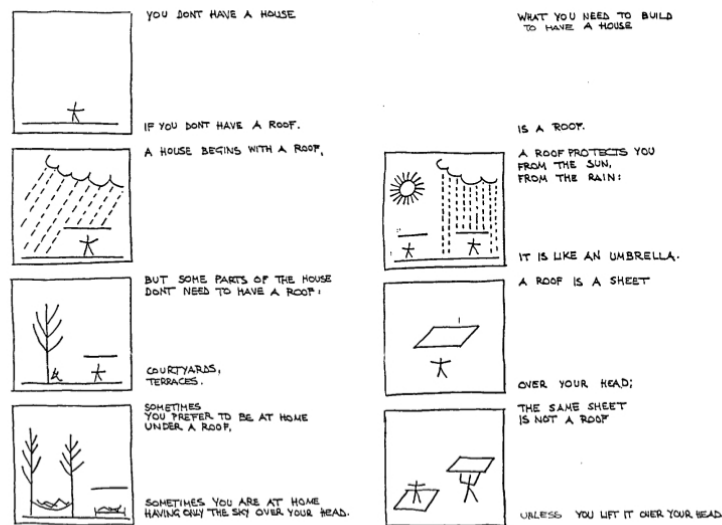 YOU DONT HAVE A HOUSE
IF YOU DONT HAVE A ROOF.
A HOUSE BEGINS WITH A ROOF,
BUT SOME PARTS OF THE HOUSE
DONT NEED TO HAVE A ROOF:
COURTYARDS,
TERRACES.
SOMETIMES
YOU PREFER TO BE AT HOME
UNDER A ROOF,
SOMETIMES YOU ARE AT HOME
HAVING ONLY THE SKY OVER YOUR HEAD.
WHAT YOU NEED TO BUILD
TO HAVE A HOUSE
IS A ROOF.
A ROOF PROTECTS YOU
FROM THE SUN,
FROM THE RAIN:
IT IS LIKE AN UMBRELLA.
A ROOF IS A SHEET
OVER YOUR HEAD;
THE SAME SHEET
IS NOT A ROOF
UNLESS YOU LIFT IT OVER YOUR HEAD